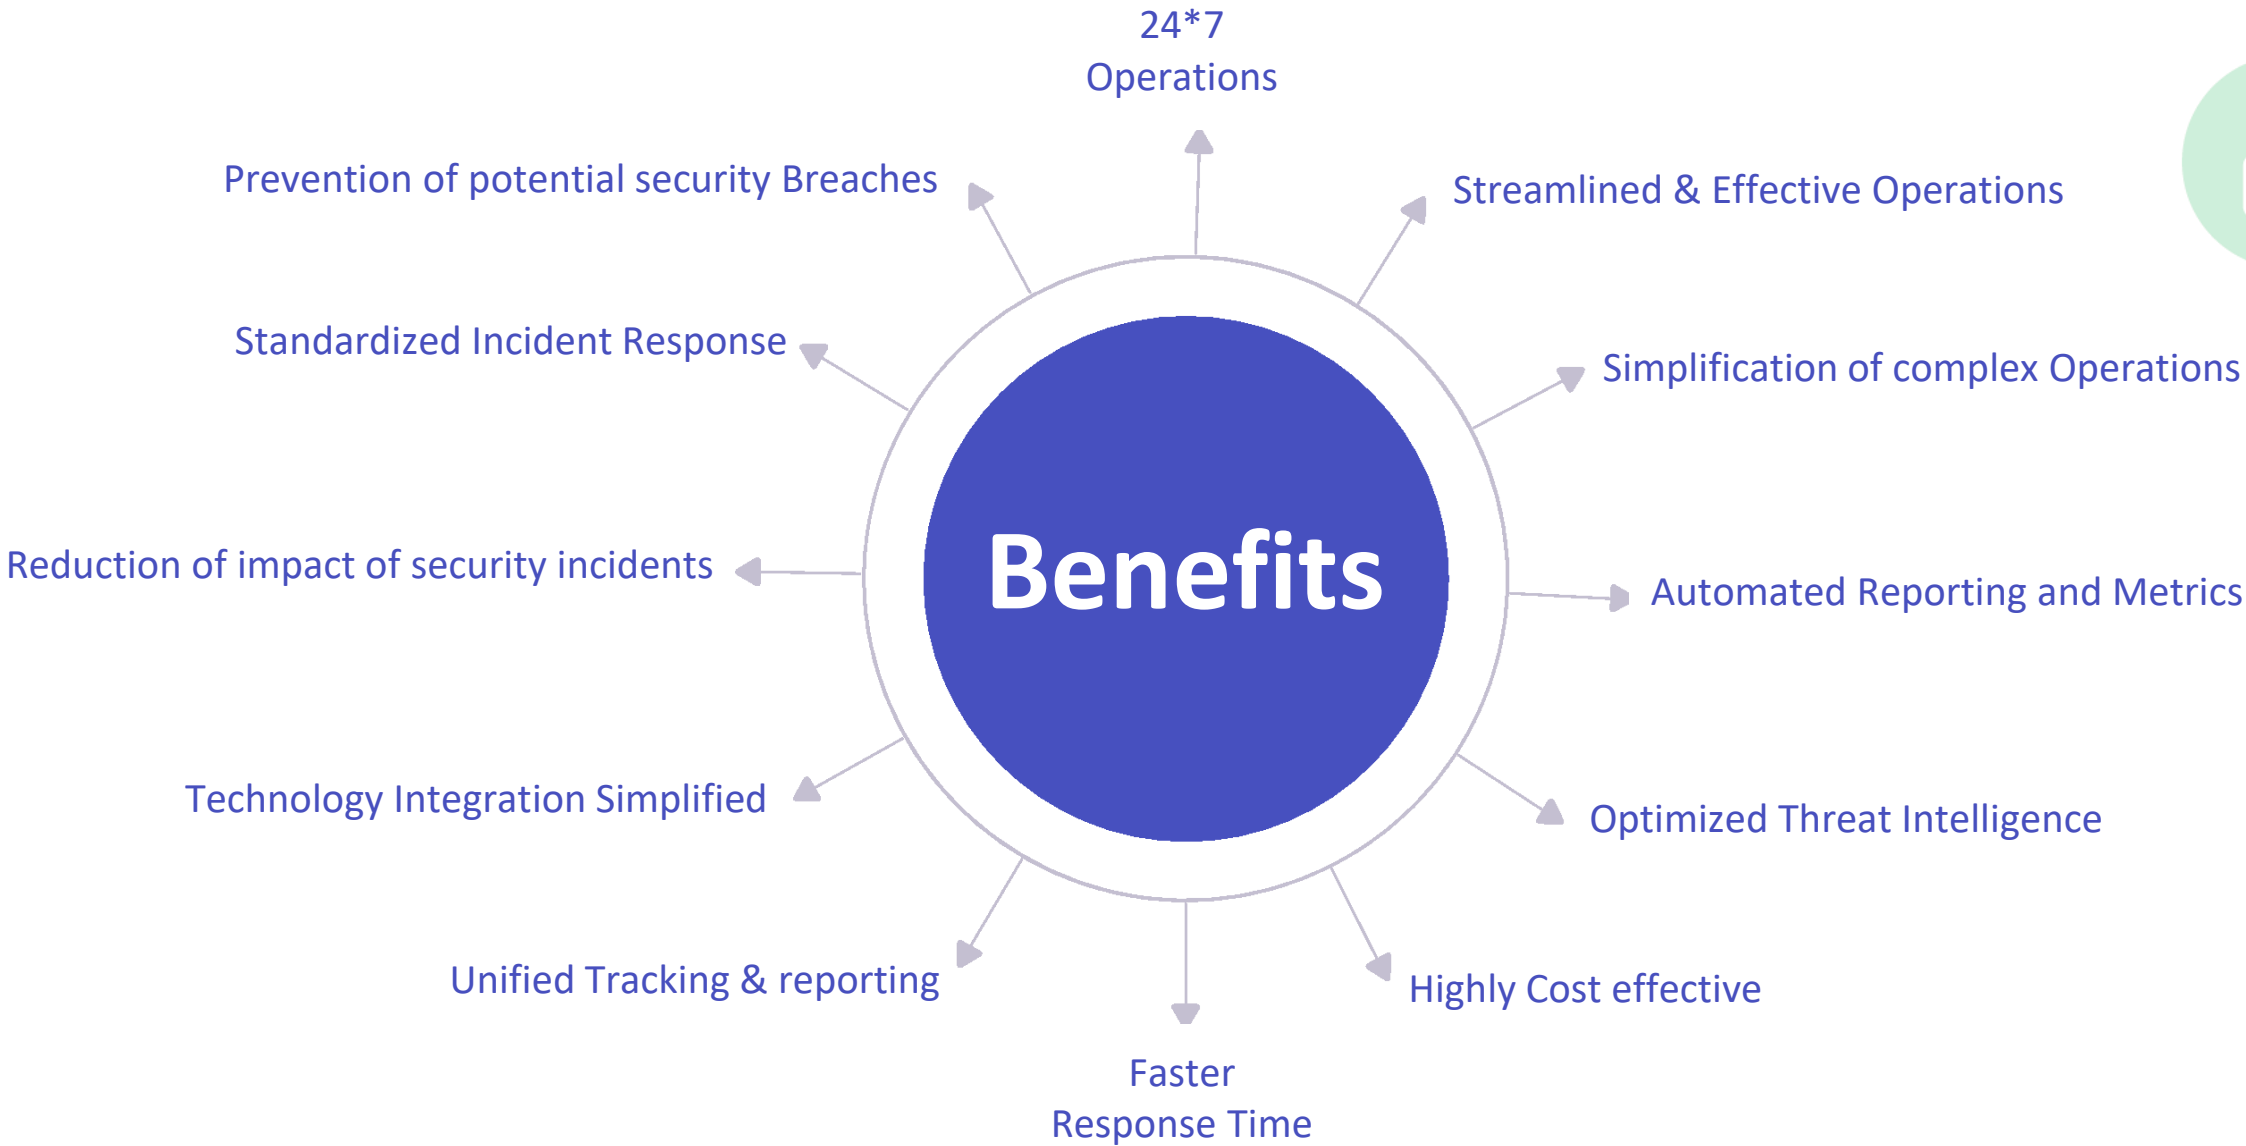 24*7
Operations
Prevention of potential security Breaches
Streamlined & Effective Operations
Standardized Incident Response
Simplification of complex Operations
Reduction of impact of security incidents
Benefits
Automated Reporting and Metrics
Technology Integration Simplified
Optimized Threat Intelligence
Unified Tracking & reporting
Highly Cost effective
Faster
Response Time